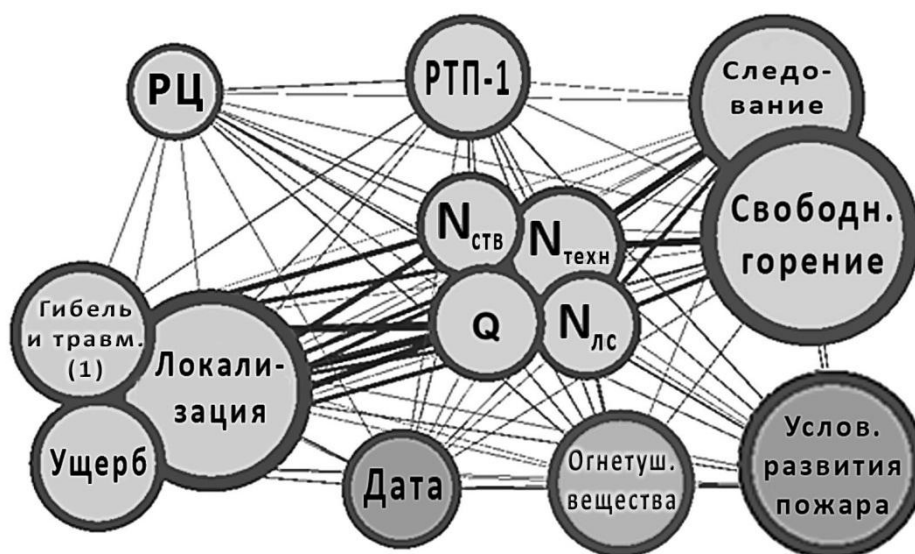 РЦ
РТП-1
Следо-
вание
Свободн.
горение
Nств
Nтехн
Q
Nлс
Гибель
и травм.
(1)
Локали-
зация
Ущерб
Дата
Огнетуш.
вещества
Услов.
развития
пожара